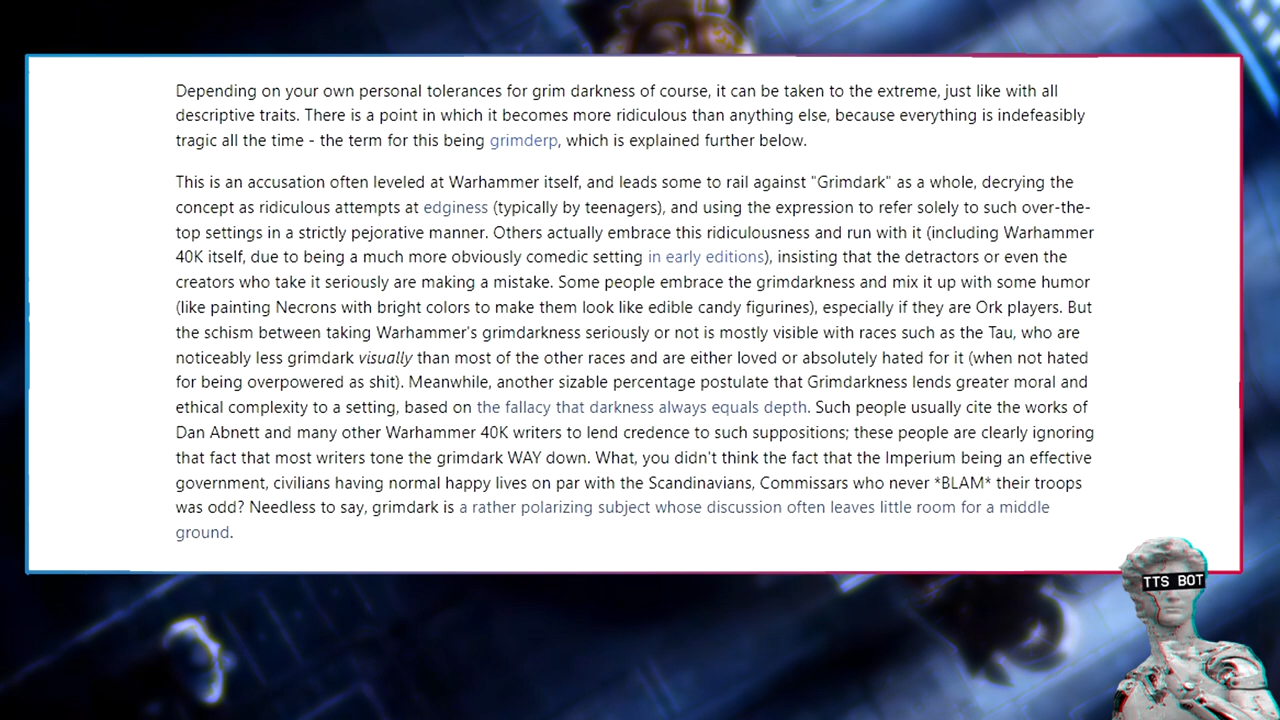 Depending on your own personal tolerances for grim darkness of course, it can be taken to the extreme, just like with all
descriptive traits. There is a point in which it becomes more ridiculous than anything else, because everything is indefeasibly
tragic all the time - the term for this being grimderp, which is explained further below.
This is an accusation often leveled at Warhammer itself, and leads some to rail against "Grimdark" as a whole, decrying the
concept as ridiculous attempts at edginess (typically by teenagers), and using the expression to refer solely to such over-the-
top settings in a strictly pejorative manner. Others actually embrace this ridiculousness and run with it (including Warhammer
40K itself, due to being a much more obviously comedic setting in early editions), insisting that the detractors or even the
creators who take it seriously are making a mistake. Some people embrace the grimdarkness and mix it up with some humor
(like painting Necrons with bright colors to make them look like edible candy figurines), especially if they are Ork players. But
the schism between taking Warhammer's grimdarkness seriously or not is mostly visible with races such as the Tau, who are
noticeably less grimdark visually than most of the other races and are either loved or absolutely hated for it (when not hated
for being overpowered as shit). Meanwhile, another sizable percentage postulate that Grimdarkness lends greater moral and
ethical complexity to a setting, based on the fallacy that darkness always equals depth. Such people usually cite the works of
Dan Abnett and many other Warhammer 40K writers to lend credence to such suppositions; these people are clearly ignoring
that fact that most writers tone the grimdark WAY down. What, you didn't think the fact that the Imperium being an effective
government, civilians having normal happy lives on par with the Scandinavians, Commissars who never *BLAM* their troops
was odd? Needless to say, grimdark is a rather polarizing subject whose discussion often leaves little room for a middle
ground.
TTS BOT